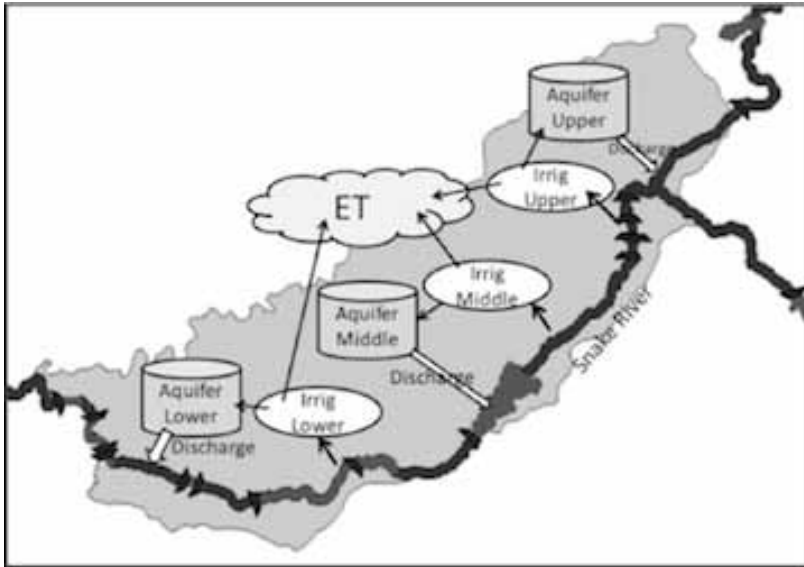 Aquifer
Upper
Discharge
Irrig
Upper
ET
Irrig
Middle
Aquifer
Middle
Snake River
Discharge
Aquifer
Lower
Irrig
Lower
Discharge